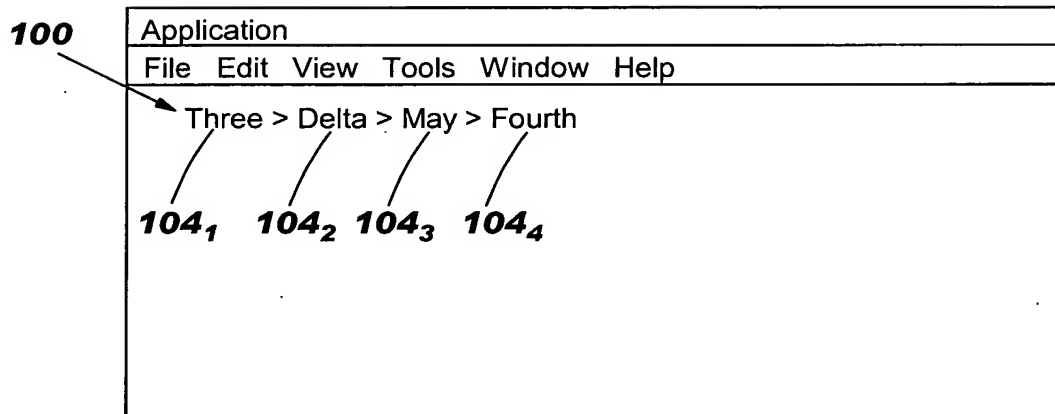 100
Application
File Edit View Tools Window Help
Three > Delta > May > Fourth
104₁ 104₂ 104₃ 104₄